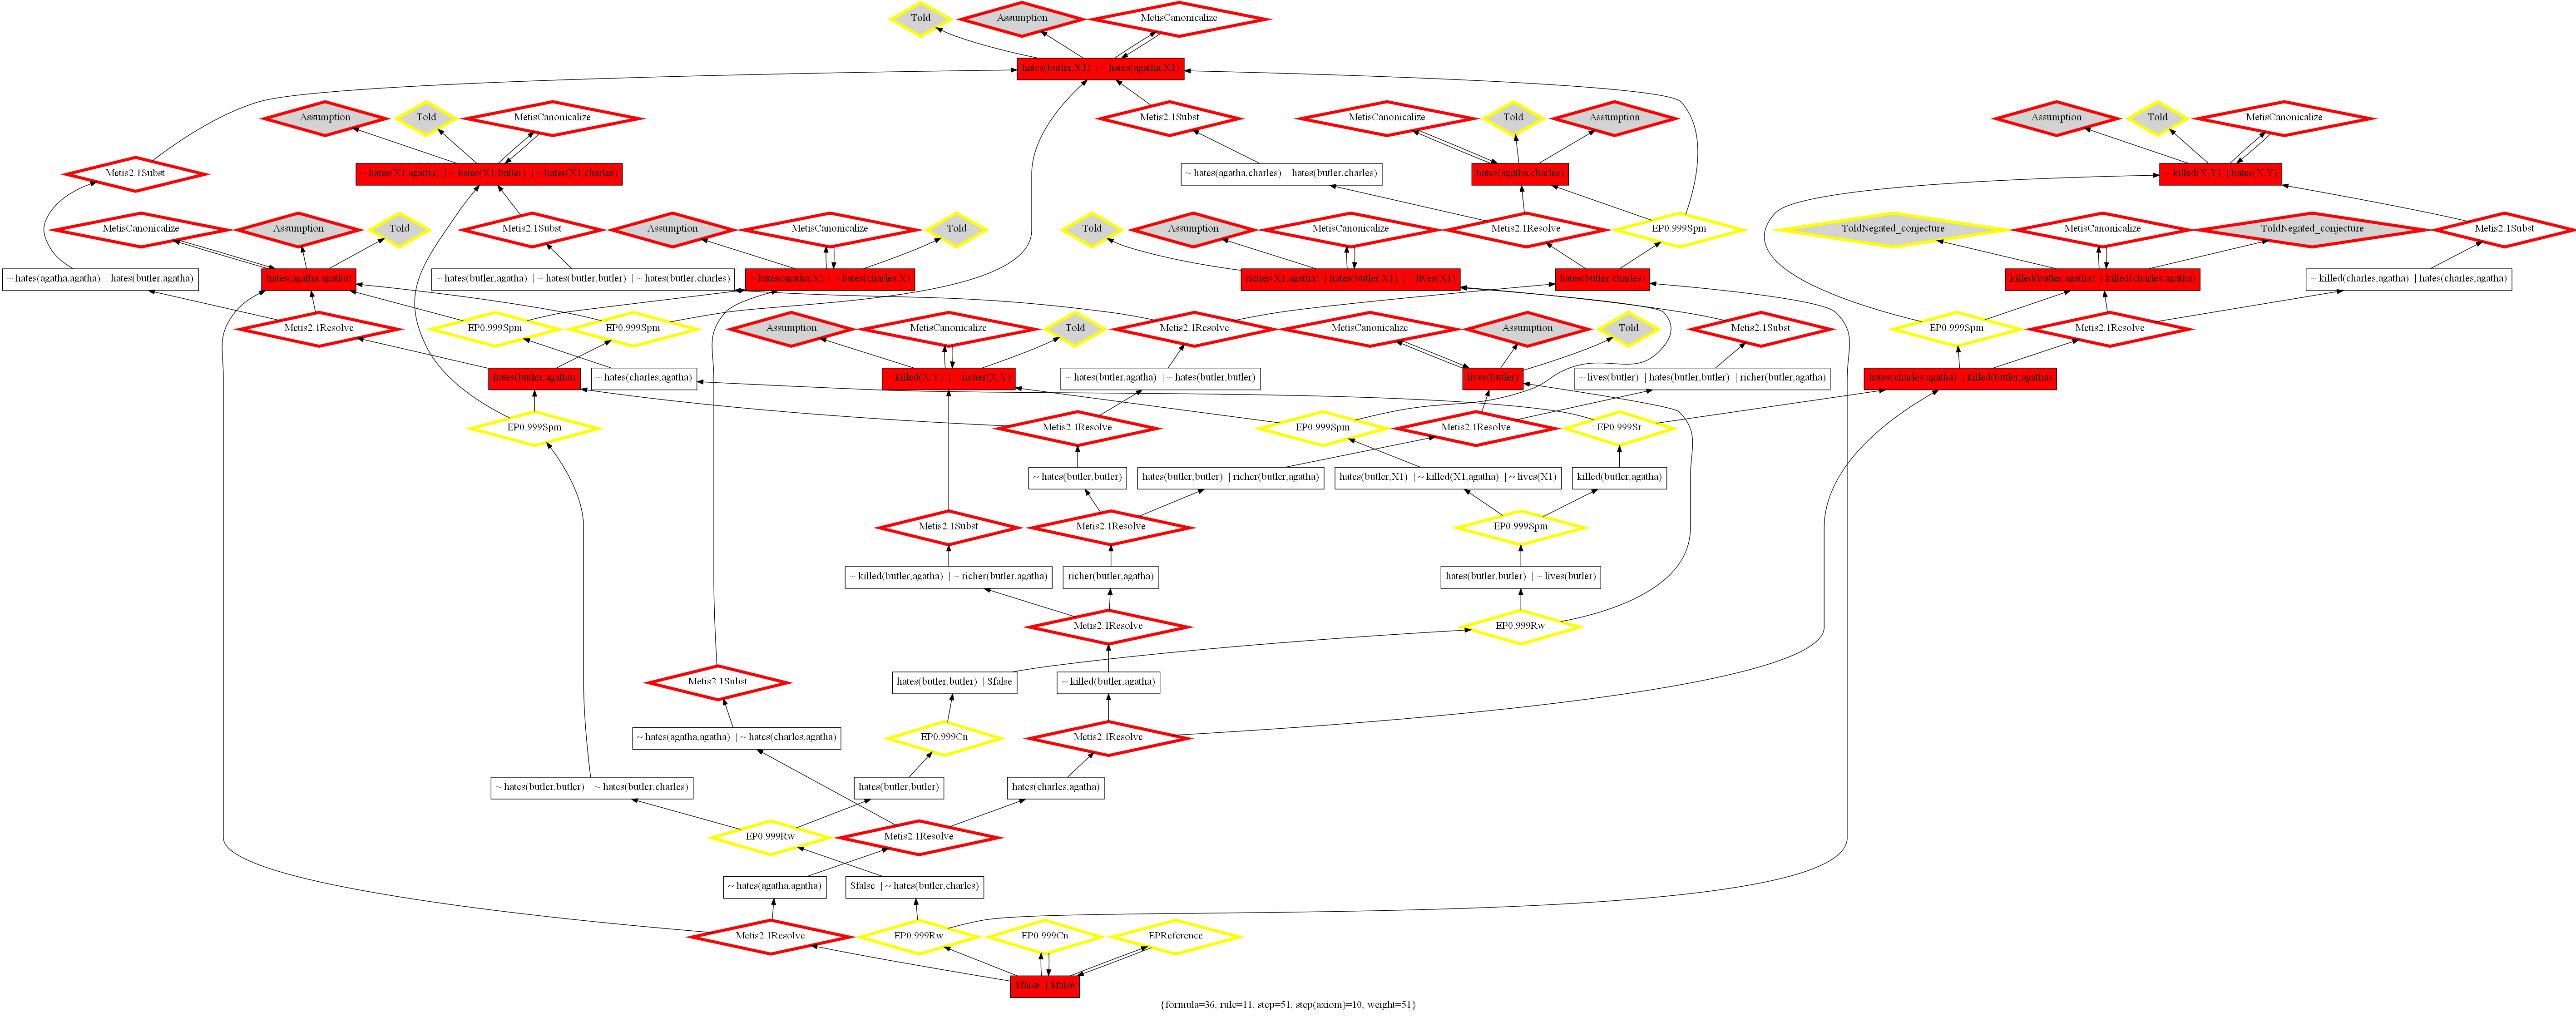 Told
Assumption
MetisCanonicalize
hates(butler,X1) | ~ hates(agatha,X1)
Assumption
Told
MetisCanonicalize
Metis2.1Subst
MetisCanonicalize
Told
Assumption
Assumption
Told
MetisCanonicalize
Metis2.1Subst
~ hates(X1,agatha) | ~ hates(X1,butler) | ~ hates(X1,charles)
~ hates(agatha,charles) | hates(butler,charles)
hates(agatha,charles)
~ killed(X,Y) | hates(X,Y)
MetisCanonicalize
Assumption
Told
Metis2.1Subst
Assumption
MetisCanonicalize
Told
Told
Assumption
MetisCanonicalize
Metis2.1Resolve
EP0.999Spm
ToldNegated_conjecture
MetisCanonicalize
ToldNegated_conjecture
Metis2.1Subst
~ hates(agatha,agatha) | hates(butler,agatha)
hates(agatha,agatha)
~ hates(butler,agatha) | ~ hates(butler,butler) | ~ hates(butler,charles)
~ hates(agatha,X) | ~ hates(charles,X)
richer(X1,agatha) | hates(butler,X1) | ~ lives(X1)
hates(butler,charles)
killed(butler,agatha) | killed(charles,agatha)
~ killed(charles,agatha) | hates(charles,agatha)
Metis2.1Resolve
EP0.999Spm
EP0.999Spm
Assumption
MetisCanonicalize
Told
Metis2.1Resolve
MetisCanonicalize
Assumption
Told
Metis2.1Subst
EP0.999Spm
Metis2.1Resolve
hates(butler,agatha)
~ hates(charles,agatha)
~ killed(X,Y) | ~ richer(X,Y)
~ hates(butler,agatha) | ~ hates(butler,butler)
lives(butler)
~ lives(butler) | hates(butler,butler) | richer(butler,agatha)
hates(charles,agatha) | killed(butler,agatha)
EP0.999Spm
Metis2.1Resolve
EP0.999Spm
Metis2.1Resolve
EP0.999Sr
~ hates(butler,butler)
hates(butler,butler) | richer(butler,agatha)
hates(butler,X1) | ~ killed(X1,agatha) | ~ lives(X1)
killed(butler,agatha)
Metis2.1Subst
Metis2.1Resolve
EP0.999Spm
~ killed(butler,agatha) | ~ richer(butler,agatha)
richer(butler,agatha)
hates(butler,butler) | ~ lives(butler)
Metis2.1Resolve
EP0.999Rw
Metis2.1Subst
hates(butler,butler) | $false
~ killed(butler,agatha)
~ hates(agatha,agatha) | ~ hates(charles,agatha)
EP0.999Cn
Metis2.1Resolve
~ hates(butler,butler) | ~ hates(butler,charles)
hates(butler,butler)
hates(charles,agatha)
EP0.999Rw
Metis2.1Resolve
~ hates(agatha,agatha)
$false | ~ hates(butler,charles)
Metis2.1Resolve
EP0.999Rw
EP0.999Cn
EPReference
$false | $false
{formula=36, rule=11, step=51, step(axiom)=10, weight=51}